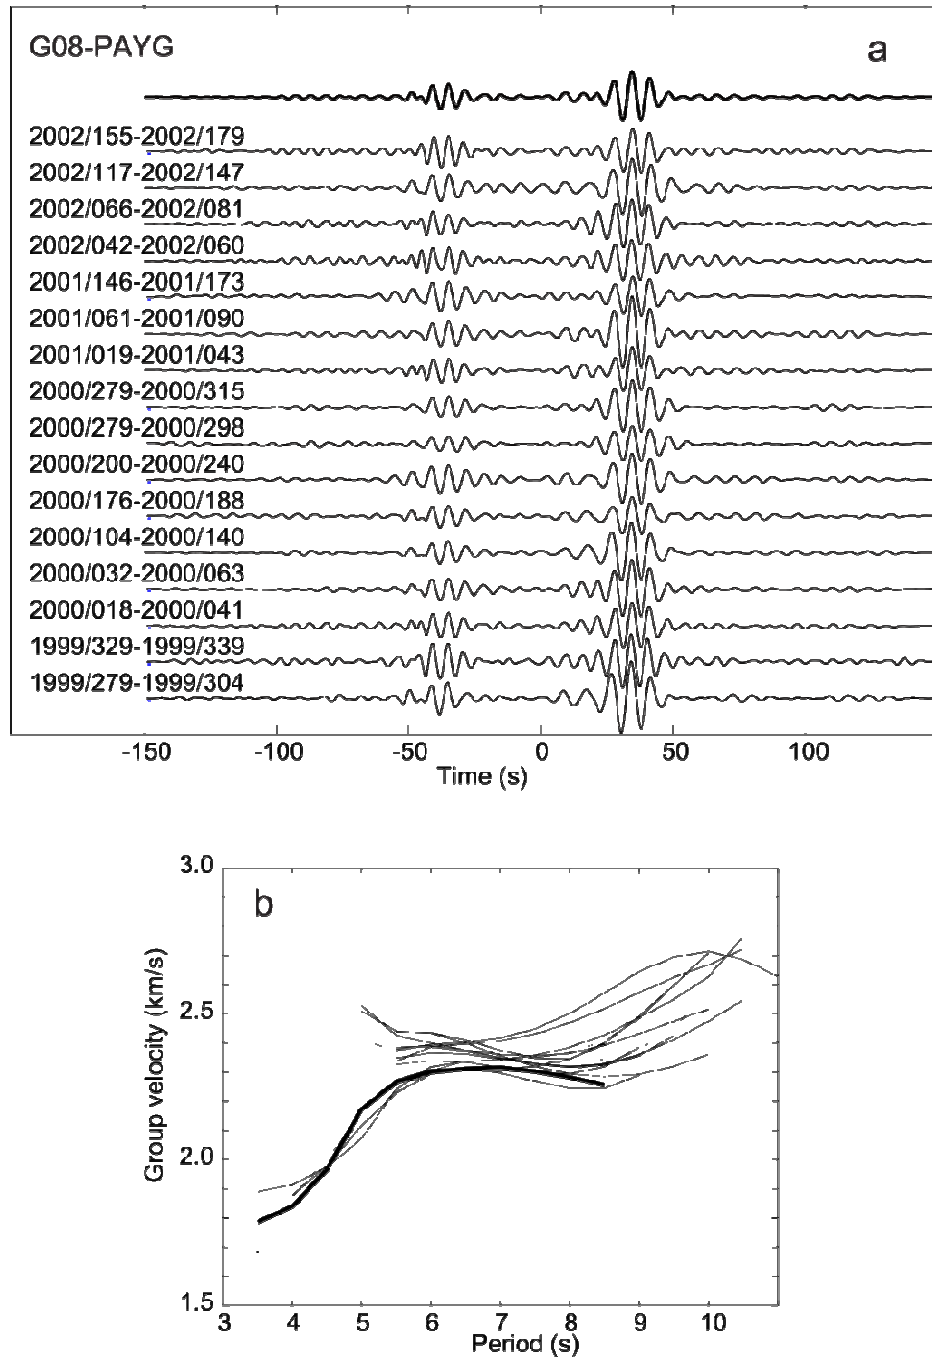 G08-PAYG
a
2002/155-2002/179
2002/117-2002/147
2002/066-2002/081
2002/042-2002/060
2001/146-2001/173
2001/061-2001/090
2001/019-2001/043
2000/279-2000/315
2000/279-2000/298
2000/200-2000/240
2000/176-2000/188
2000/104-2000/140
2000/032-2000/063
2000/018-2000/041
1999/329-1999/339
1999/279-1999/304
-150 -100 -50 0 50 100
Time (s)
b
3.0
2.5
2.0
1.5
Group velocity (km/s)
3 4 5 6 7 8 9 10
Period (s)